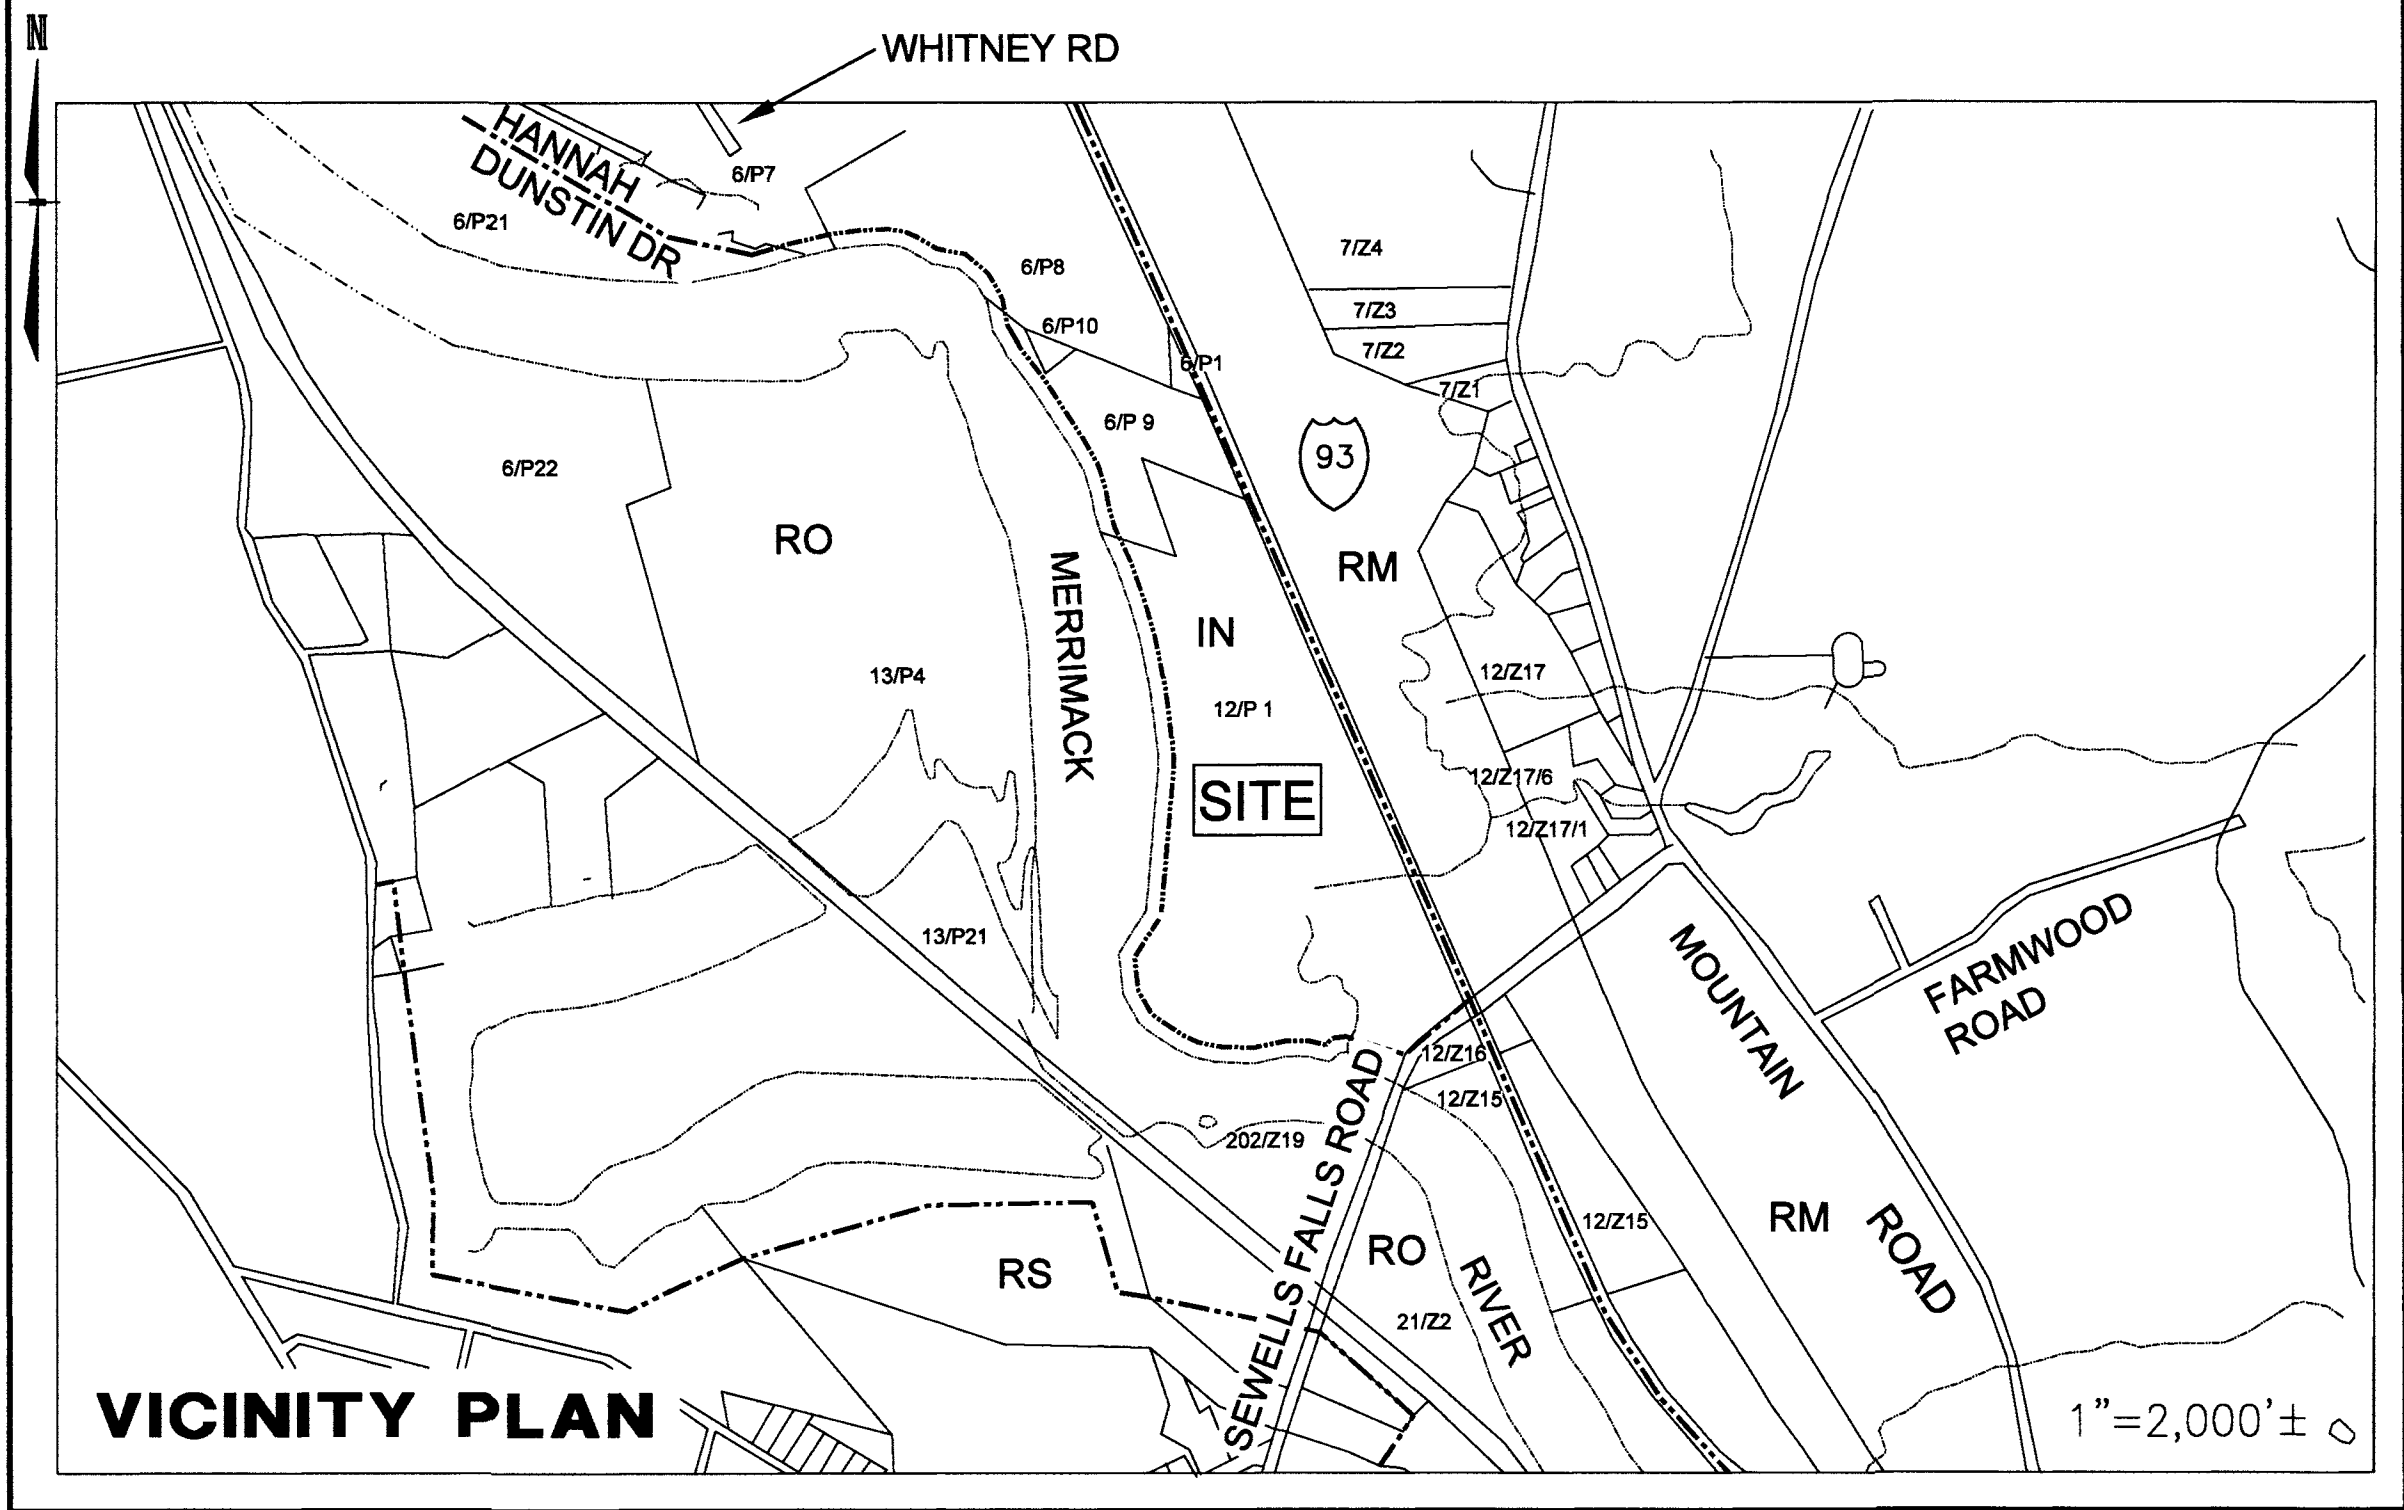 N
WHITNEY RD
HANNAH
DUNSTIN DR
6/P7
6/P21
6/P8
7/Z4
7/Z3
6/P10
7/Z2
6/P1
7/Z1
6/P 9
93
6/P22
RO
RM
MERRIMACK
IN
13/P4
12/Z17
12/P 1
12/Z17/6
SITE
12/Z17/1
13/P21
MOUNTAIN
FARMWOOD
ROAD
12/Z16
12/Z15
202/Z19
SEWELLS FALLS ROAD
12/Z15
RM
ROAD
RO
RS
RIVER
21/Z2
VICINITY PLAN
1"=2,000'±